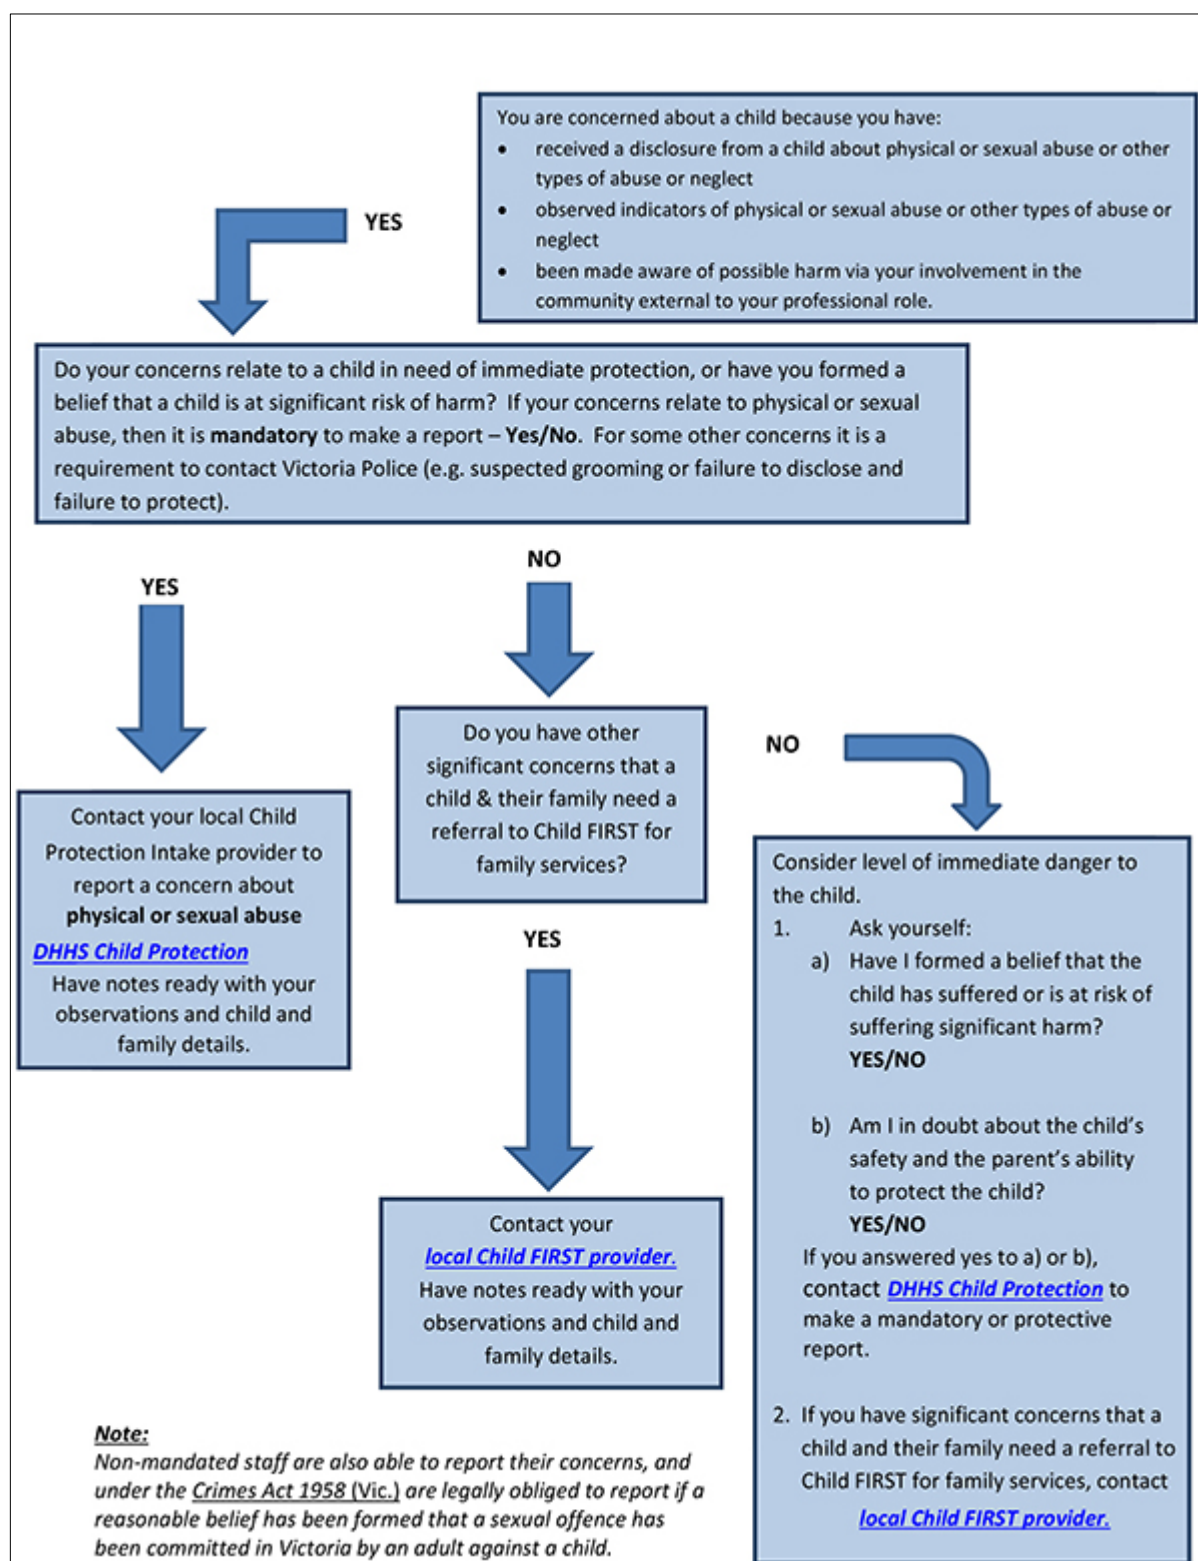 You are concerned about a child because you have:
• received a disclosure from a child about physical or sexual abuse or other
types of abuse or neglect
• observed indicators of physical or sexual abuse or other types of abuse or
neglect
• been made aware of possible harm via your involvement in the
community external to your professional role.
YES
Do your concerns relate to a child in need of immediate protection, or have you formed a
belief that a child is at significant risk of harm? If your concerns relate to physical or sexual
abuse, then it is mandatory to make a report – Yes/No. For some other concerns it is a
requirement to contact Victoria Police (e.g. suspected grooming or failure to disclose and
failure to protect).
YES
NO
Contact your local Child
Protection Intake provider to
report a concern about
physical or sexual abuse
DHHS Child Protection
Have notes ready with your
observations and child and
family details.
Do you have other
significant concerns that a
child & their family need a
referral to Child FIRST for
family services?
YES
NO
Contact your
local Child FIRST provider.
Have notes ready with your
observations and child and
family details.
Consider level of immediate danger to
the child.
1. Ask yourself:
a) Have I formed a belief that the
child has suffered or is at risk of
suffering significant harm?
YES/NO
b) Am I in doubt about the child's
safety and the parent's ability
to protect the child?
YES/NO
If you answered yes to a) or b),
contact DHHS Child Protection to
make a mandatory or protective
report.
2. If you have significant concerns that a
child and their family need a referral to
Child FIRST for family services, contact
local Child FIRST provider.
Note:
Non-mandated staff are also able to report their concerns, and
under the Crimes Act 1958 (Vic.) are legally obliged to report if a
reasonable belief has been formed that a sexual offence has
been committed in Victoria by an adult against a child.